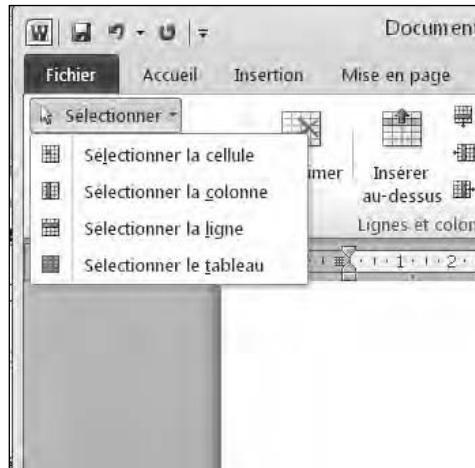 W
Document
Fichier Accueil Insertion Mise en page
Sélectionner
Sélectionner la cellule
Sélectionner la colonne
Sélectionner la ligne
Sélectionner le tableau
imer
Insérer
au-dessus
Lignes et colon
1 2